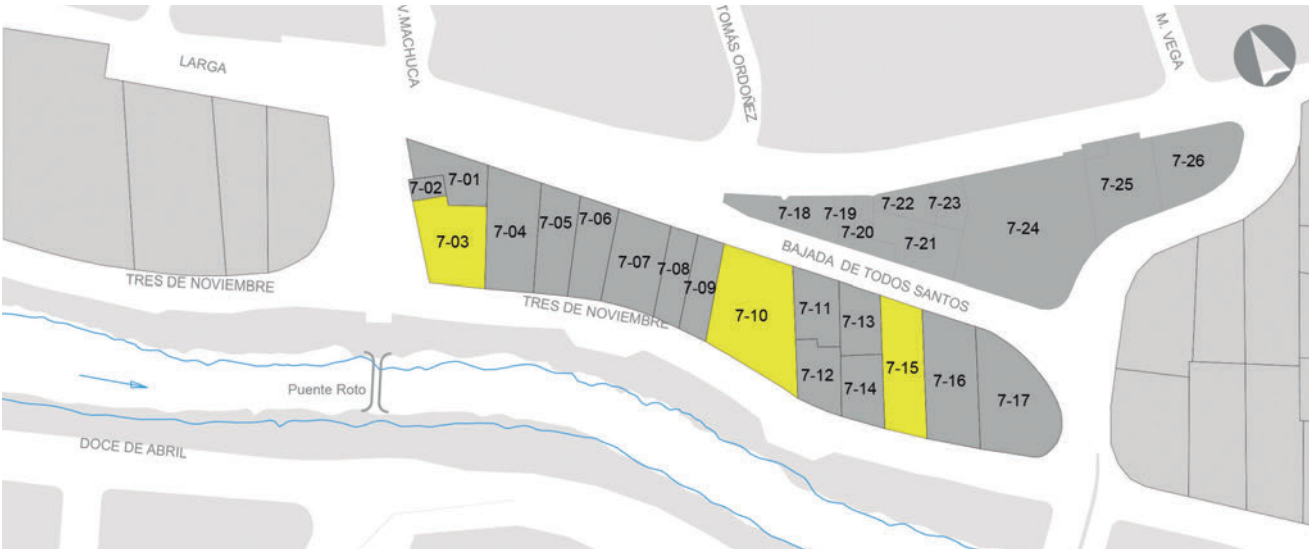 LARGA
V.MACHUCA
TOMÁS ORDOÑEZ
M. VEGA
7-01
7-02
7-03
7-04
7-05
7-06
7-07
7-08
7-09
7-10
7-11
7-12
7-13
7-14
7-15
7-16
7-17
7-18
7-19
7-20
7-21
7-22
7-23
7-24
7-25
7-26
BAJADA DE TODOS SANTOS
TRES DE NOVIEMBRE
TRES DE NOVIEMBRE
Puente Roto
DOCE DE ABRIL